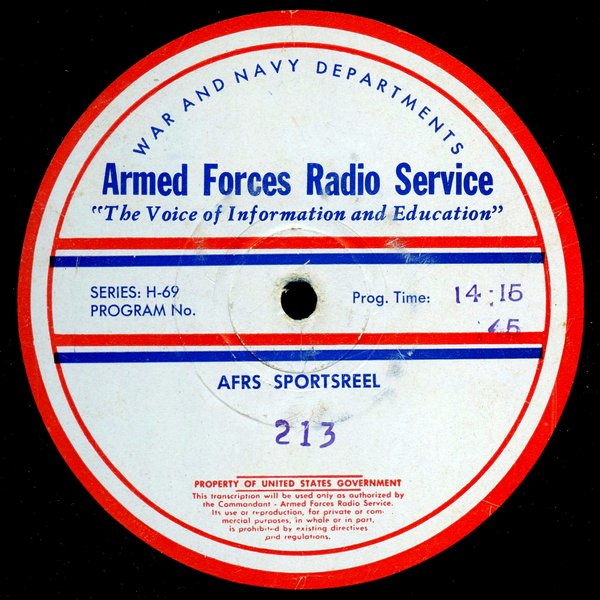 WAR AND NAVY DEPARTMENTS
Armed Forces Radio Service
"The Voice of Information and Education"
SERIES: H-69
PROGRAM No.
Prog. Time: 14:15
AFRS SPORTSREEL
213
PROPERTY OF UNITED STATES GOVERNMENT
This transcription will be used only as authorized by
the Commandant - Armed Forces Radio Service.
Its use or reproduction, for private or com-
mercial purposes, in whole or in part,
is prohibited by existing directives
and regulations.